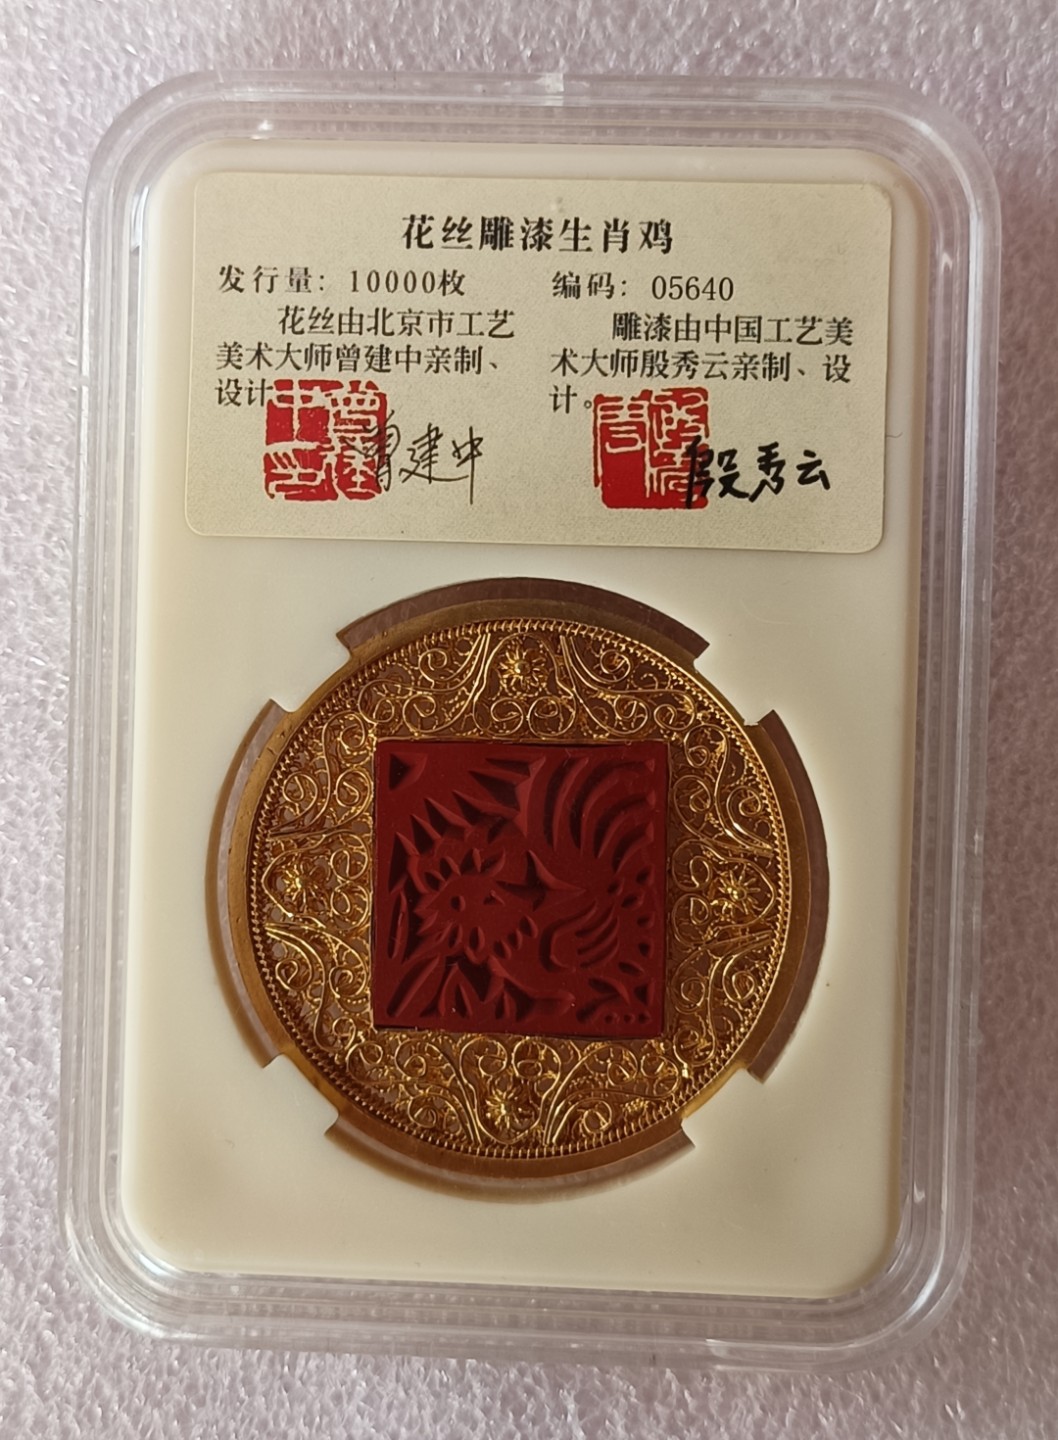 花丝雕漆生肖鸡
发行量：10000枚
花丝由北京市工艺
美术大师曾建中亲制、
设计
曾建中
编码：05640
雕漆由中国工艺美
术大师殷秀云亲制、设
计。
殷秀云